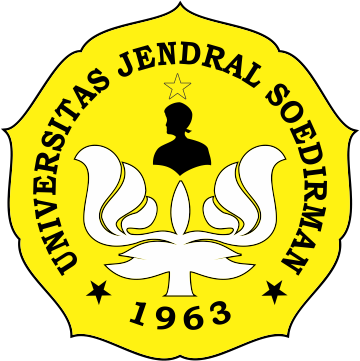 UNIVERSITAS JENDRAL SOEDIRMAN
1963